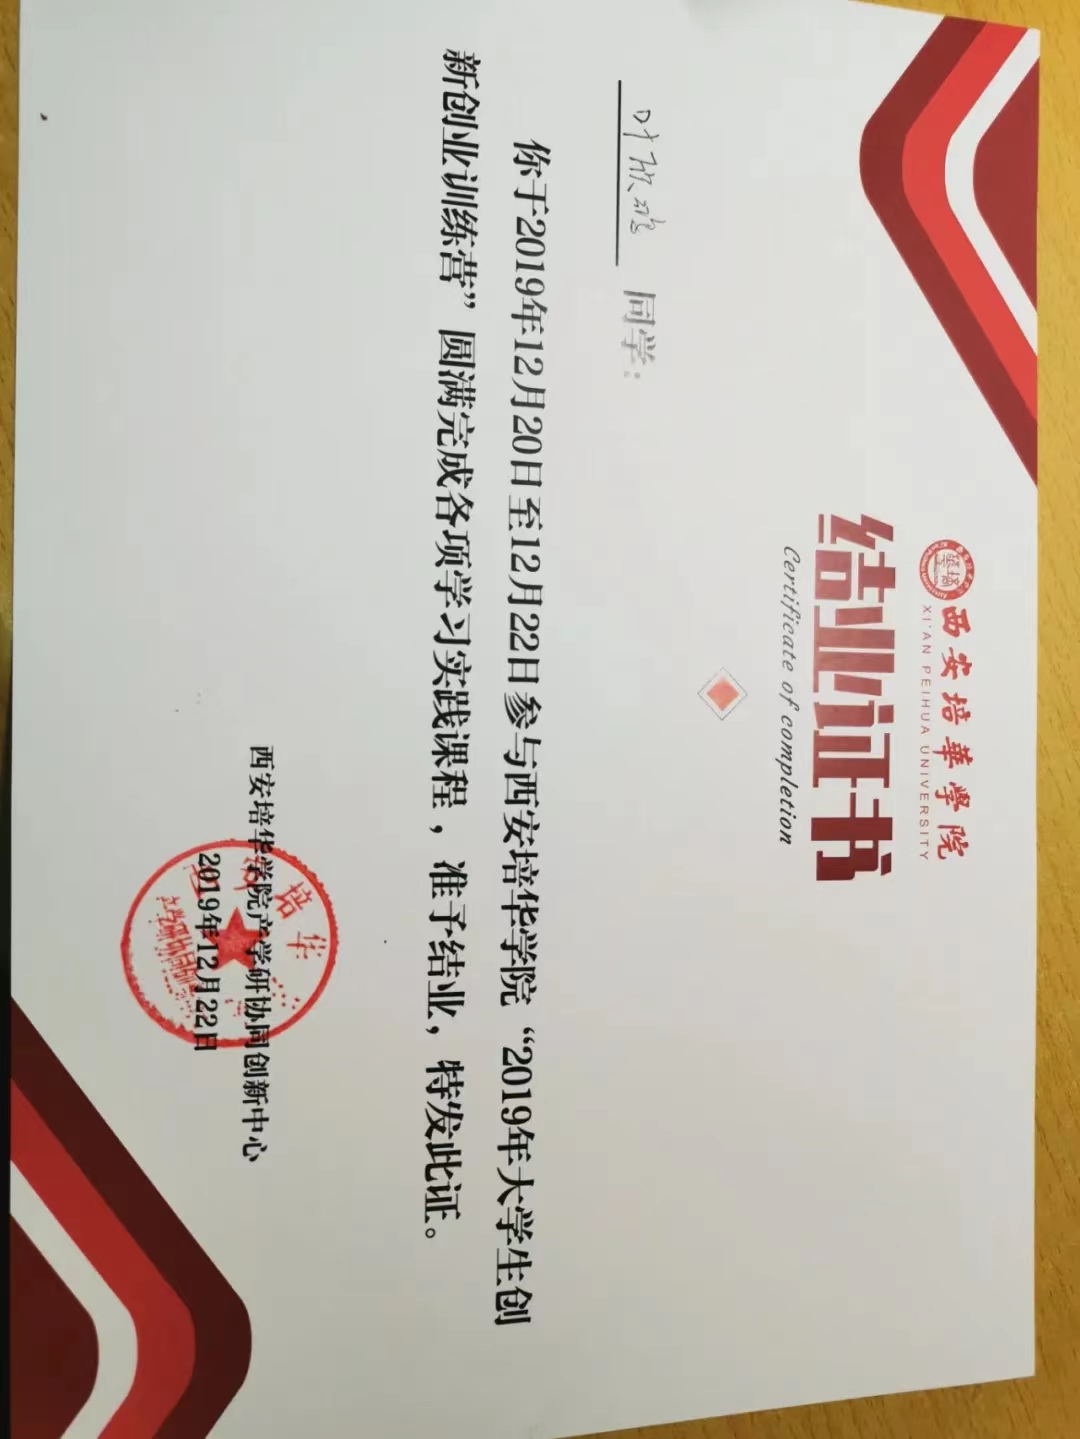 西安培華學院
XI'AN PEIHUA UNIVERSITY
结业证书
Certificate of completion
同学:
你于2019年12月20日至12月22日参与西安培华学院“2019年大学生创
新创业训练营”圆满完成各项学习实践课程，准予结业，特发此证。
西安培华学院产学研协同创新中心
2019年12月22日